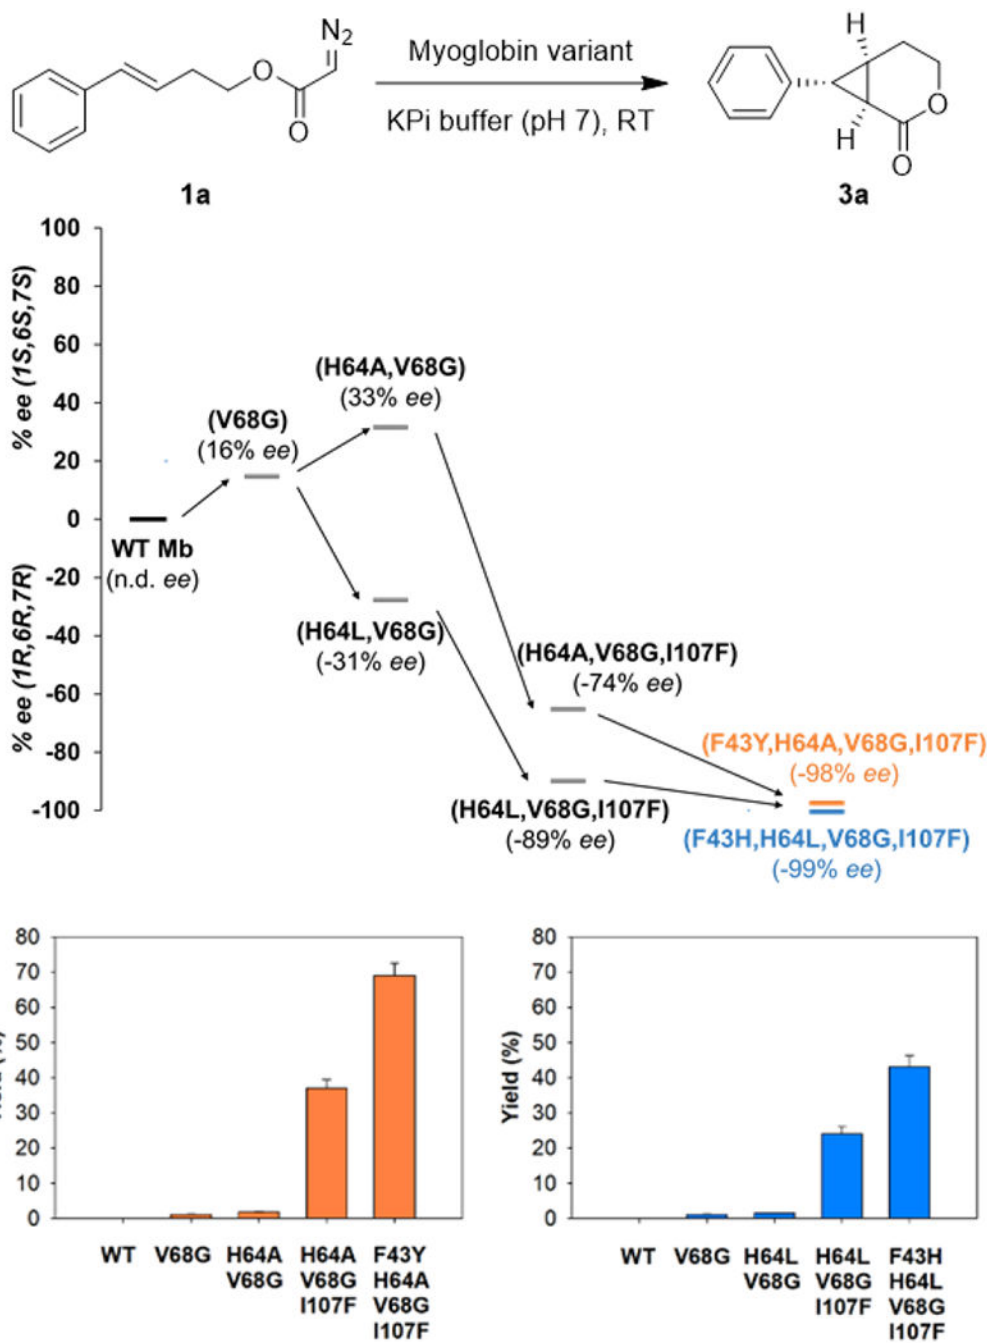 N2
Myoglobin variant
O
O
KPi buffer (pH 7), RT
1a
H
H
O
O
3a
100
80
60
40
20
0
-20
-40
-60
-80
-100
% ee (1S,6S,7S)
% ee (1R,6R,7R)
(H64A,V68G)
(33% ee)
(V68G)
(16% ee)
WT Mb
(n.d. ee)
(H64L,V68G)
(-31% ee)
(H64A,V68G,I107F)
(-74% ee)
(F43Y,H64A,V68G,I107F)
(-98% ee)
(H64L,V68G,I107F)
(-89% ee)
(F43H,H64L,V68G,I107F)
(-99% ee)
80
70
60
50
40
30
20
10
0
WT
V68G
H64A
V68G
H64A
V68G
I107F
F43Y
H64A
V68G
I107F
Yield (%)
80
70
60
50
40
30
20
10
0
WT
V68G
H64L
V68G
H64L
V68G
I107F
F43H
H64L
V68G
I107F